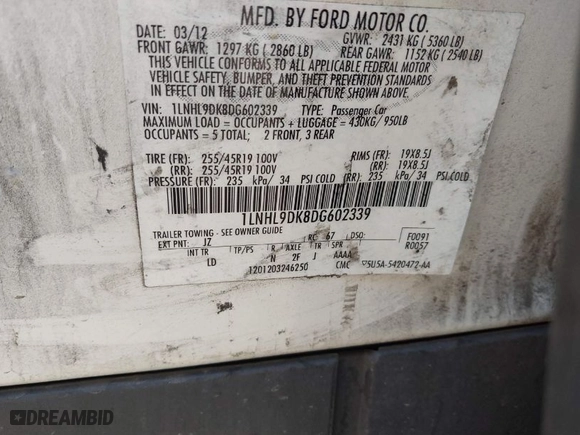 MFD. BY FORD MOTOR CO.
DATE: 03/12 GVWR: 2431 KG ( 5360 LB)
FRONT GAWR: 1297 KG ( 2860 LB) REAR GAWR: 1152 KG ( 2540 LB)
THIS VEHICLE CONFORMS TO ALL APPLICABLE FEDERAL MOTOR
VEHICLE SAFETY, BUMPER, AND THEFT PREVENTION STANDARDS
IN EFFECT ON THE DATE OF MANUFACTURE SHOWN ABOVE.
VIN: 1LNHL9DK8DG602339 TYPE: Passenger Car
MAXIMUM LOAD = OCCUPANTS + LUGGAGE = 430KG/ 950LB
OCCUPANTS = 5 TOTAL; 2 FRONT, 3 REAR
TIRE (FR): 255/45R19 100V RIMS (FR): 19X8.5J
(RR): 255/45R19 100V (RR): 19X8.5J
PRESSURE (FR): 235 kPa/ 34 PSI COLD (RR): 235 kPa/ 34 PSI COLD
1LNHL9DK8DG602339
TRAILER TOWING - SEE OWNER GUIDE
EXT PNT: JZ RC: 67 DSO: F0091
INT TR TP/PS R AXLE TR SPR R0057
LD N 2F J AAAA
1201203246250 CMC 5U5A-5420472-AA
DREAMBID